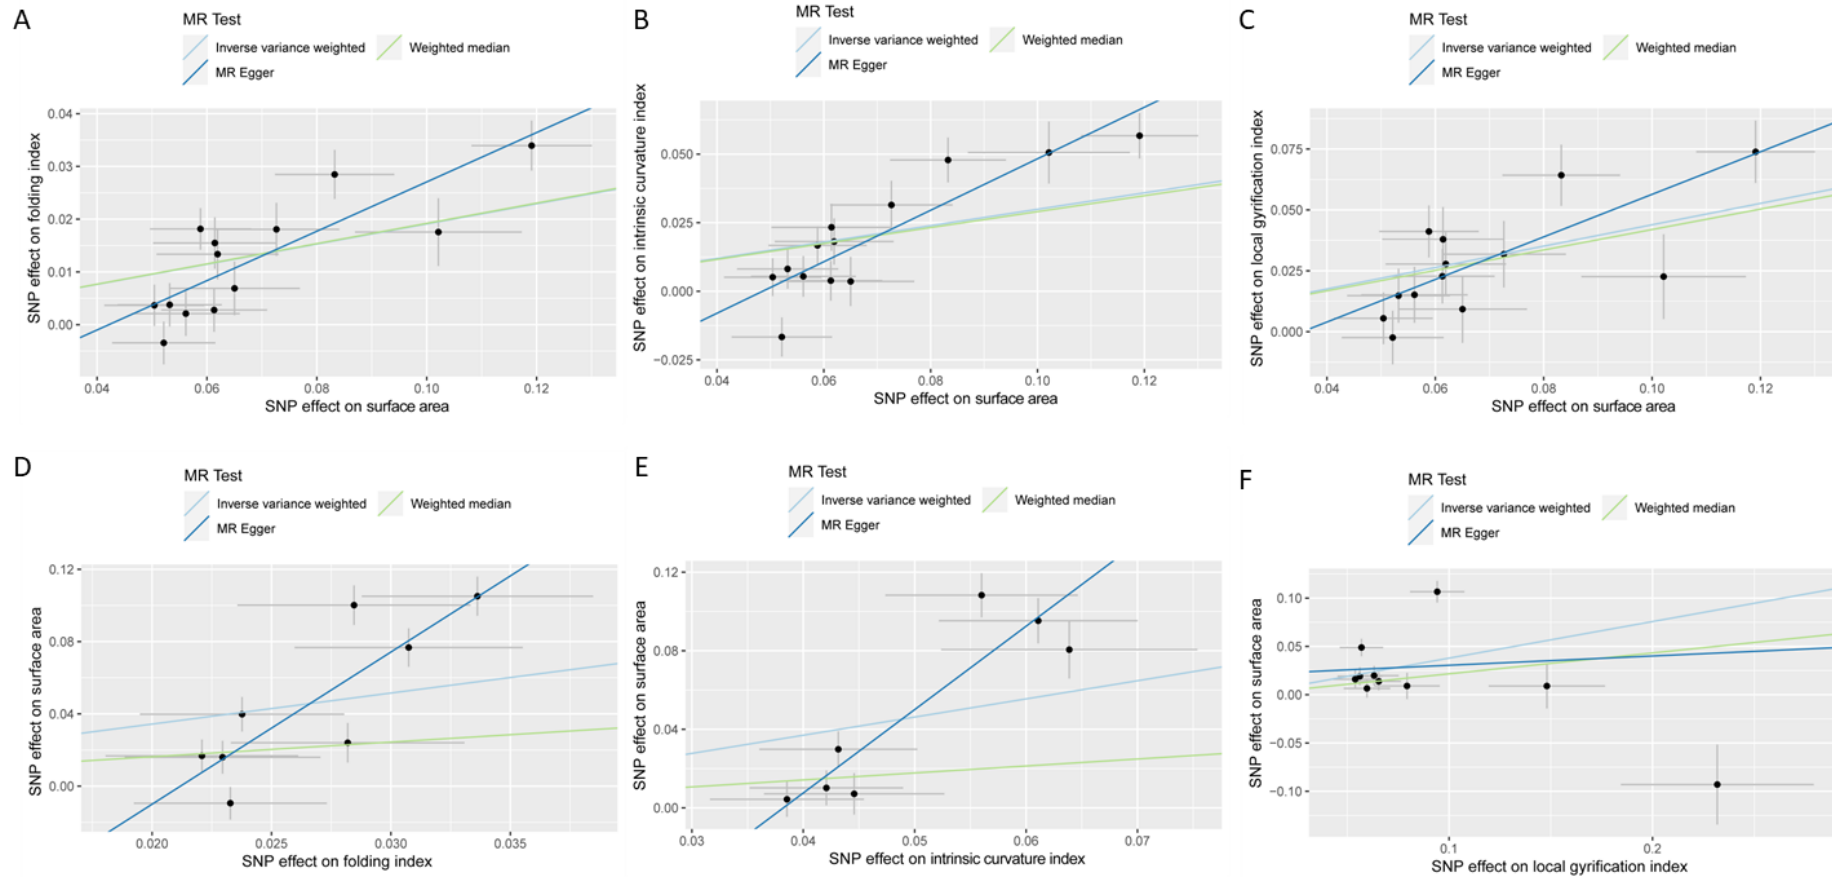 A
MR Test
Inverse variance weighted
Weighted median
MR Egger
SNP effect on folding index
0.04
0.03
0.02
0.01
0.00
0.04
0.06
0.08
0.10
0.12
SNP effect on surface area
B
MR Test
Inverse variance weighted
Weighted median
MR Egger
SNP effect on intrinsic curvature index
0.050
0.025
0.000
−0.025
0.04
0.06
0.08
0.10
0.12
SNP effect on surface area
C
MR Test
Inverse variance weighted
Weighted median
MR Egger
SNP effect on local gyrification index
0.075
0.050
0.025
0.000
0.04
0.06
0.08
0.10
0.12
SNP effect on surface area
D
MR Test
Inverse variance weighted
Weighted median
MR Egger
SNP effect on surface area
0.12
0.08
0.04
0.00
0.020
0.025
0.030
0.035
SNP effect on folding index
E
MR Test
Inverse variance weighted
Weighted median
MR Egger
SNP effect on surface area
0.12
0.08
0.04
0.00
0.03
0.04
0.05
0.06
0.07
SNP effect on intrinsic curvature index
F
MR Test
Inverse variance weighted
Weighted median
MR Egger
SNP effect on surface area
0.10
0.05
0.00
−0.05
−0.10
0.1
0.2
SNP effect on local gyrification index